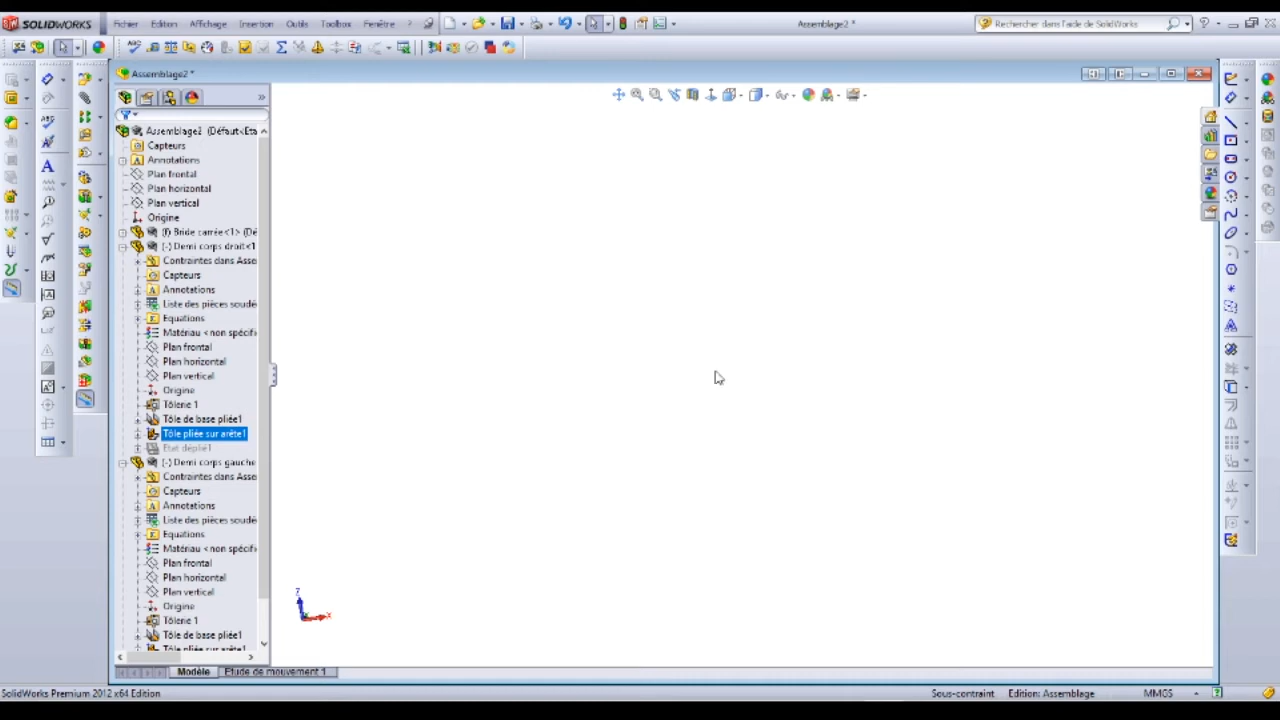 SOLIDWORKS Fichier Edition Affichage Insertion Outils Toolbox Fenêtre ? Assemblage2 * Rechercher dans l'aide de SolidWorks
Assemblage2 *
Assemblage2 (Défaut<Eta
Capteurs
Annotations
Plan frontal
Plan horizontal
Plan vertical
Origine
(f) Bride carrée<1> (Dé
(-) Demi corps droit<1
Contraintes dans Asse
Capteurs
Annotations
Liste des pièces soudé
Equations
Matériau <non spécifi
Plan frontal
Plan horizontal
Plan vertical
Origine
Tôlerie 1
Tôle de base pliée1
Tôle pliée sur arête1
Etat déplié1
(-) Demi corps gauche
Contraintes dans Asse
Capteurs
Annotations
Liste des pièces soudé
Equations
Matériau <non spécifi
Plan frontal
Plan horizontal
Plan vertical
Origine
Tôlerie 1
Tôle de base pliée1
Tôle pliée sur arête1
Z
X
Modèle Etude de mouvement 1
SolidWorks Premium 2012 x64 Edition Sous-contraint Edition: Assemblage MMGS